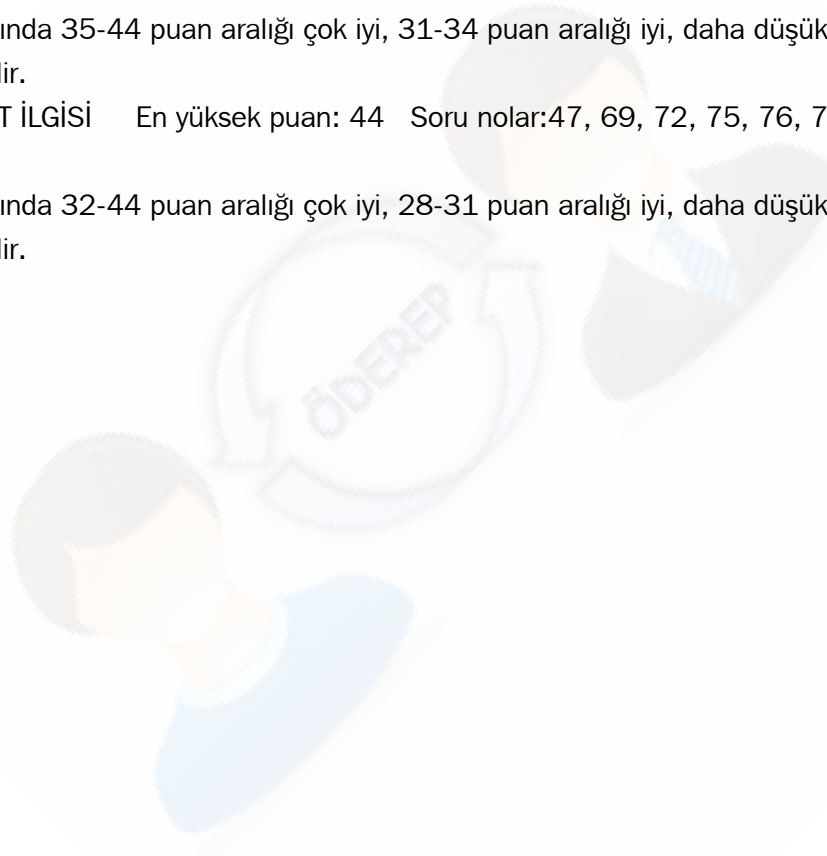 ında 35-44 puan aralığı çok iyi, 31-34 puan aralığı iyi, daha düşük
lir.
T İLGİSİ En yüksek puan: 44 Soru nolar:47, 69, 72, 75, 76, 7
ında 32-44 puan aralığı çok iyi, 28-31 puan aralığı iyi, daha düşük
lir.
ÖDEREP